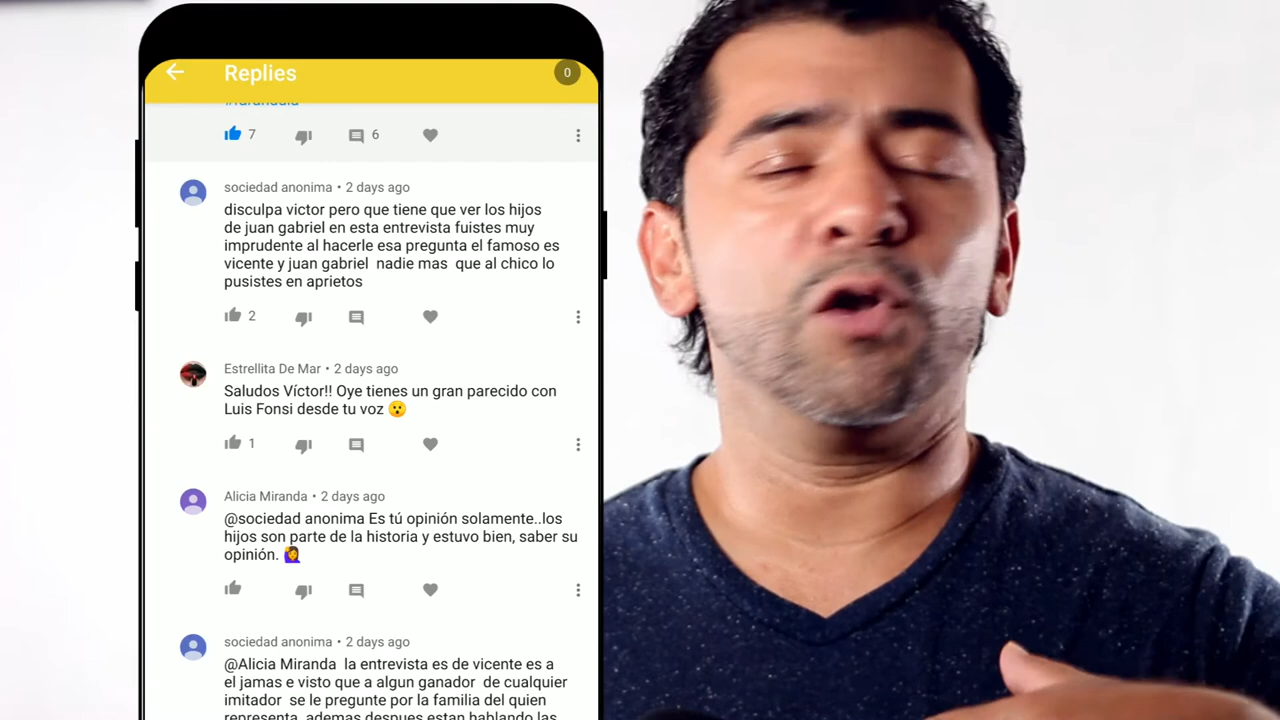 Replies
0
7
6
sociedad anonima • 2 days ago
disculpa victor pero que tiene que ver los hijos
de juan gabriel en esta entrevista fuistes muy
imprudente al hacerle esa pregunta el famoso es
vicente y juan gabriel nadie mas que al chico lo
pusistes en aprietos
2
Estrellita De Mar • 2 days ago
Saludos Víctor!! Oye tienes un gran parecido con
Luis Fonsi desde tu voz 😯
1
Alicia Miranda • 2 days ago
@sociedad anonima Es tú opinión solamente..los
hijos son parte de la historia y estuvo bien, saber su
opinión. 🙋‍♀️
sociedad anonima • 2 days ago
@Alicia Miranda la entrevista es de vicente es a
el jamas e visto que a algun ganador de cualquier
imitador se le pregunte por la familia del quien
representa ademas despues estan hablando las